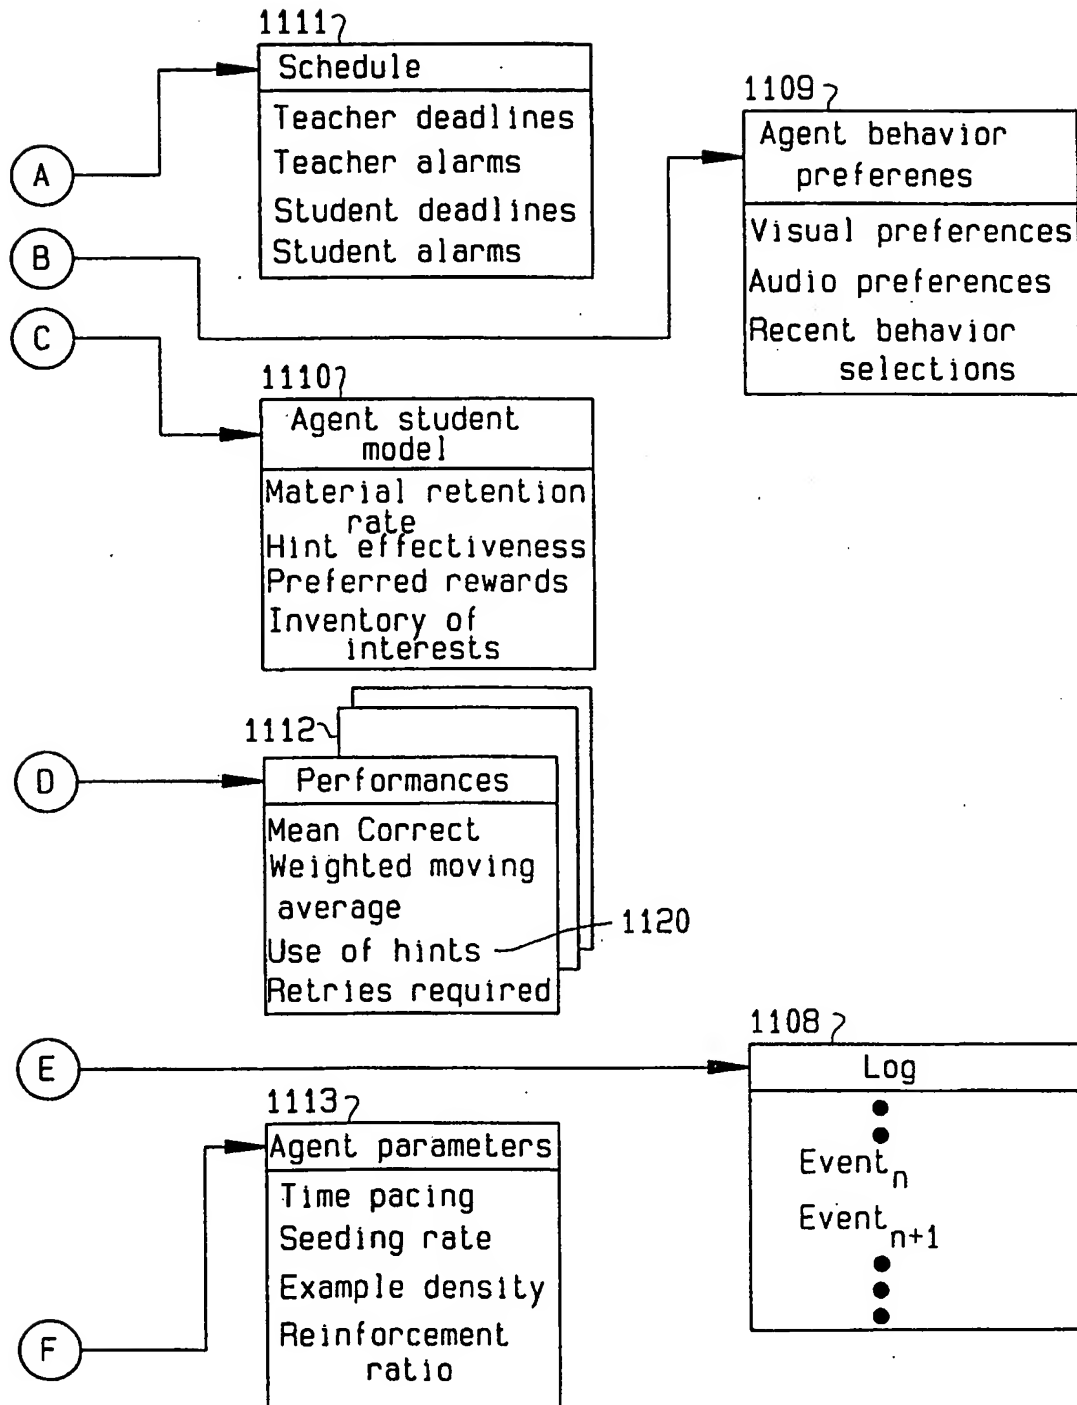 1111
Schedule
Teacher deadlines
Teacher alarms
Student deadlines
Student alarms
A
B
C
1109
Agent behavior
preferenes
Visual preferences
Audio preferences
Recent behavior
selections
1110
Agent student
model
Material retention
rate
Hint effectiveness
Preferred rewards
Inventory of
interests
1112
D
Performances
Mean Correct
Weighted moving
average
Use of hints
1120
Retries required
E
1108
Log
Event n
Event n+1
1113
Agent parameters
Time pacing
Seeding rate
Example density
Reinforcement
ratio
F